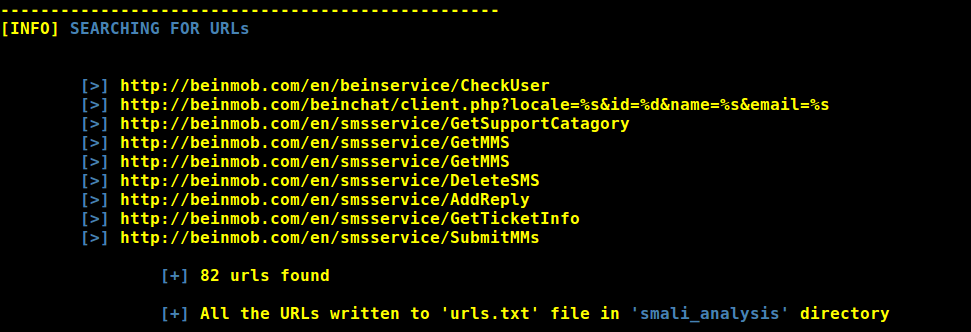 --------------------------------------------------
[INFO] SEARCHING FOR URLs
[>] http://beinmob.com/en/beinservice/CheckUser
[>] http://beinmob.com/beinchat/client.php?locale=%s&id=%d&name=%s&email=%s
[>] http://beinmob.com/en/smsservice/GetSupportCatagory
[>] http://beinmob.com/en/smsservice/GetMMS
[>] http://beinmob.com/en/smsservice/GetMMS
[>] http://beinmob.com/en/smsservice/DeleteSMS
[>] http://beinmob.com/en/smsservice/AddReply
[>] http://beinmob.com/en/smsservice/GetTicketInfo
[>] http://beinmob.com/en/smsservice/SubmitMMs
[+] 82 urls found
[+] All the URLs written to 'urls.txt' file in 'smali_analysis' directory